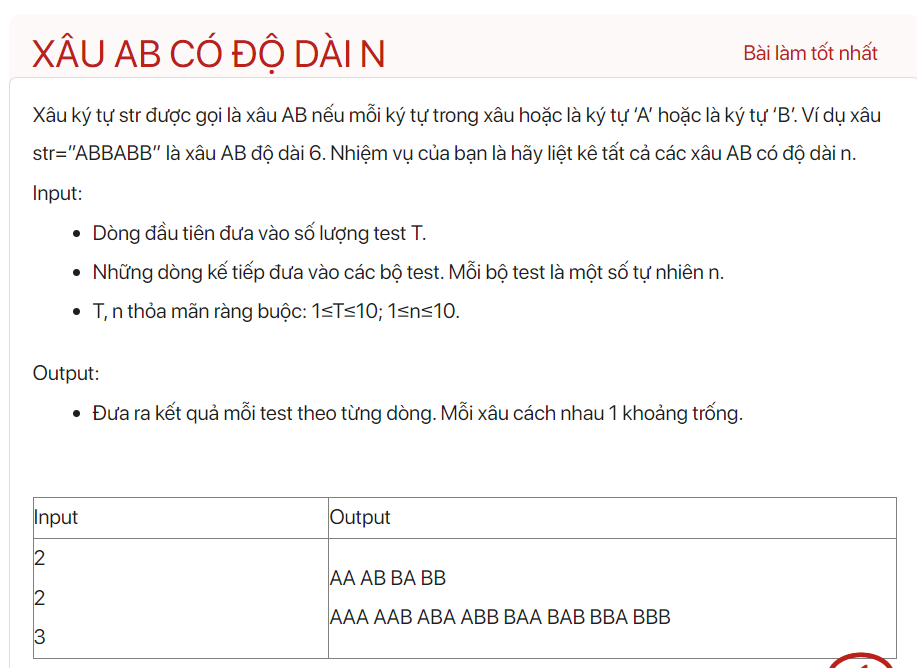 XÂU AB CÓ ĐỘ DÀI N
Bài làm tốt nhất
Xâu ký tự str được gọi là xâu AB nếu mỗi ký tự trong xâu hoặc là ký tự ‘A’ hoặc là ký tự ‘B’. Ví dụ xâu
str=”ABBABB” là xâu AB độ dài 6. Nhiệm vụ của bạn là hãy liệt kê tất cả các xâu AB có độ dài n.
Input:
• Dòng đầu tiên đưa vào số lượng test T.
• Những dòng kế tiếp đưa vào các bộ test. Mỗi bộ test là một số tự nhiên n.
• T, n thỏa mãn ràng buộc: 1≤T≤10; 1≤n≤10.
Output:
• Đưa ra kết quả mỗi test theo từng dòng. Mỗi xâu cách nhau 1 khoảng trống.
Input
Output
2
2
3
AA AB BA BB
AAA AAB ABA ABB BAA BAB BBA BBB